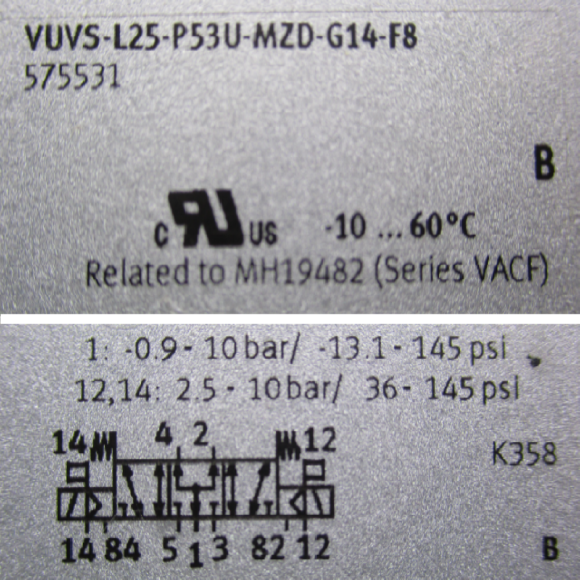 VUVS-L25-P53U-MZD-G14-F8
575531
B
c RU US -10 ... 60°C
Related to MH19482 (Series VACF)
1: -0.9 - 10 bar/ -13.1 - 145 psi
12,14: 2.5 - 10 bar/ 36 - 145 psi
14 4 2 12
K358
14 84 5 1 3 82 12
B